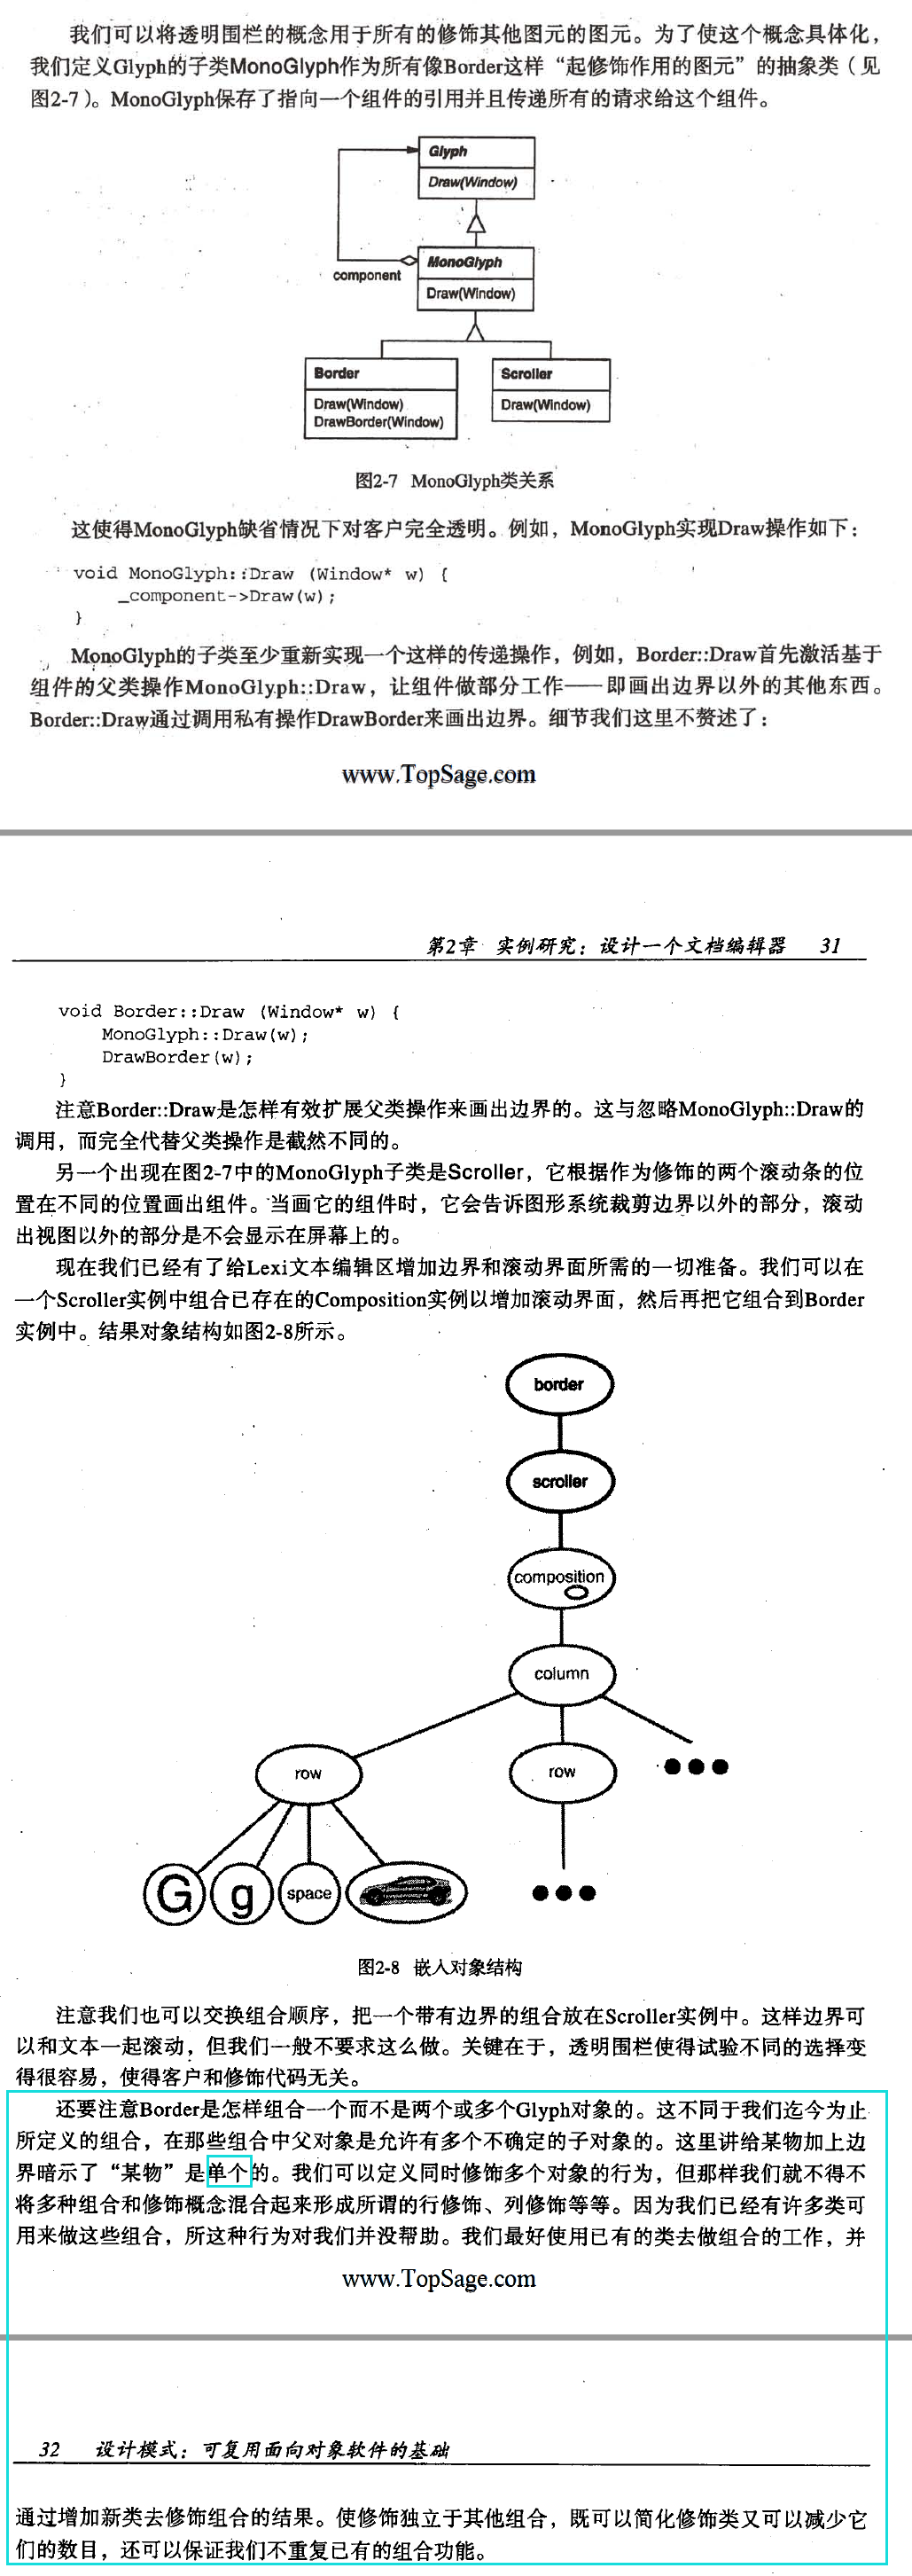 我们可以将透明围栏的概念用于所有的修饰其他图元的图元。为了使这个概念具体化，
我们定义Glyph的子类MonoGlyph作为所有像Border这样“起修饰作用的图元”的抽象类（见
图2-7）。MonoGlyph保存了指向一个组件的引用并且传递所有的请求给这个组件。
Glyph
Draw(Window)
MonoGlyph
component
Draw(Window)
Border
Scroller
Draw(Window)
Draw(Window)
DrawBorder(Window)
图2-7 MonoGlyph类关系
这使得MonoGlyph缺省情况下对客户完全透明。例如，MonoGlyph实现Draw操作如下：
void MonoGlyph::Draw (Window* w) {
_component->Draw(w);
}
MonoGlyph的子类至少重新实现一个这样的传递操作，例如，Border::Draw首先激活基于
组件的父类操作MonoGlyph::Draw，让组件做部分工作——即画出边界以外的其他东西。
Border::Draw通过调用私有操作DrawBorder来画出边界。细节我们这里不赘述了：
www.TopSage.com
第2章 实例研究：设计一个文档编辑器 31
void Border::Draw (Window* w) {
MonoGlyph::Draw(w);
DrawBorder(w);
}
注意Border::Draw是怎样有效扩展父类操作来画出边界的。这与忽略MonoGlyph::Draw的
调用，而完全代替父类操作是截然不同的。
另一个出现在图2-7中的MonoGlyph子类是Scroller，它根据作为修饰的两个滚动条的位
置在不同的位置画出组件。当画它的组件时，它会告诉图形系统裁剪边界以外的部分，滚动
出视图以外的部分是不会显示在屏幕上的。
现在我们已经有了给Lexi文本编辑区增加边界和滚动界面所需的一切准备。我们可以在
一个Scroller实例中组合已存在的Composition实例以增加滚动界面，然后再把它组合到Border
实例中。结果对象结构如图2-8所示。
border
scroller
composition
column
row
row
G g space
图2-8 嵌入对象结构
注意我们也可以交换组合顺序，把一个带有边界的组合放在Scroller实例中。这样边界可
以和文本一起滚动，但我们一般不要求这么做。关键在于，透明围栏使得试验不同的选择变
得很容易，使得客户和修饰代码无关。
还要注意Border是怎样组合一个而不是两个或多个Glyph对象的。这不同于我们迄今为止
所定义的组合，在那些组合中父对象是允许有多个不确定的子对象的。这里讲给某物加上边
界暗示了“某物”是单个的。我们可以定义同时修饰多个对象的行为，但那样我们就不得不
将多种组合和修饰概念混合起来形成所谓的行修饰、列修饰等等。因为我们已经有许多类可
用来做这些组合，所这种行为对我们并没帮助。我们最好使用已有的类去做组合的工作，并
www.TopSage.com
32 设计模式：可复用面向对象软件的基础
通过增加新类去修饰组合的结果。使修饰独立于其他组合，既可以简化修饰类又可以减少它
们的数目，还可以保证我们不重复已有的组合功能。